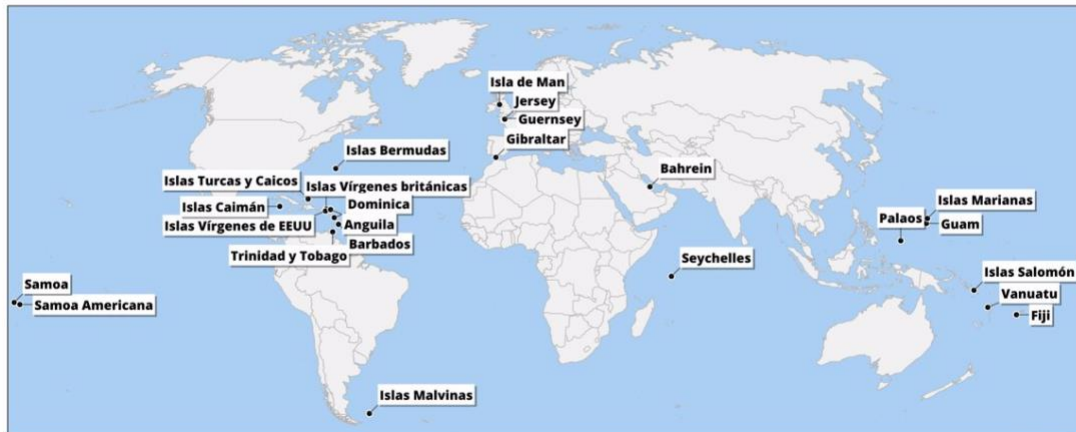 Isla de Man
Jersey
Guernsey
Gibraltar
Islas Bermudas
Bahrein
Islas Turcas y Caicos
Islas Vírgenes británicas
Islas Caimán
Dominica
Islas Marianas
Palaos
Guam
Islas Vírgenes de EEUU
Anguila
Barbados
Trinidad y Tobago
Seychelles
Islas Salomón
Samoa
Vanuatu
Samoa Americana
Fiji
Islas Malvinas